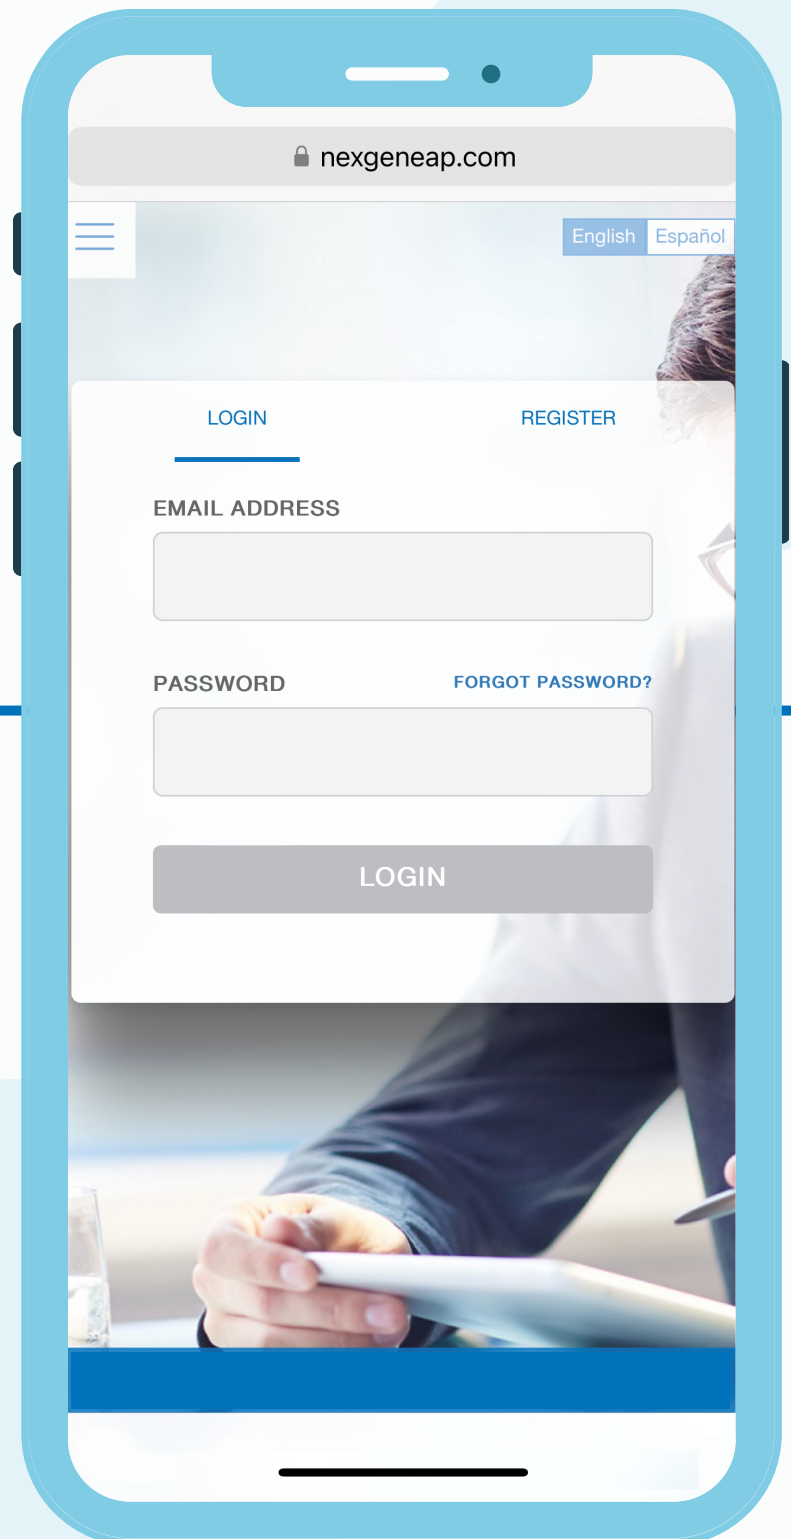 nexgeneap.com
English Español
LOGIN REGISTER
EMAIL ADDRESS
PASSWORD FORGOT PASSWORD?
LOGIN